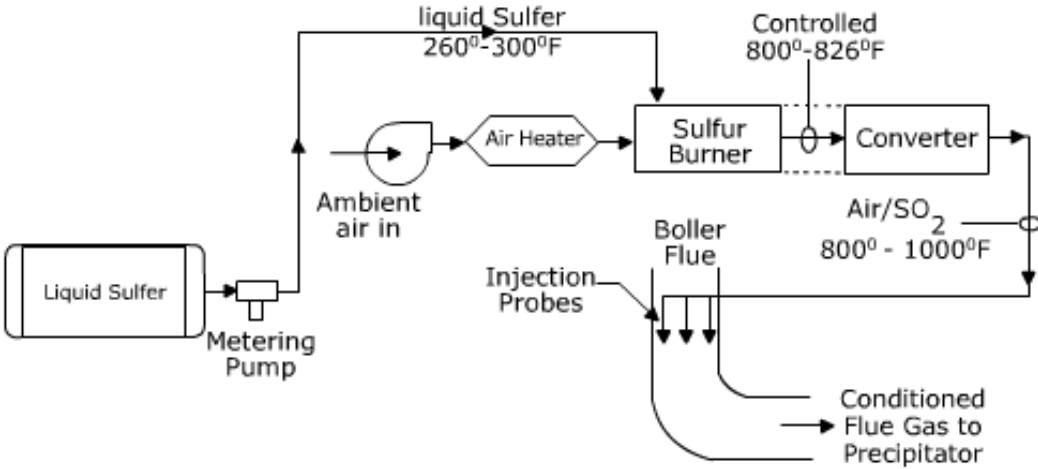 liquid Sulfer
260⁰-300⁰F
Controlled
800⁰-826⁰F
Air Heater
Sulfur
Burner
Converter
Ambient
air in
Air/SO₂
800⁰ - 1000⁰F
Boller
Flue
Injection
Probes
Liquid Sulfer
Metering
Pump
Conditioned
Flue Gas to
Precipitator